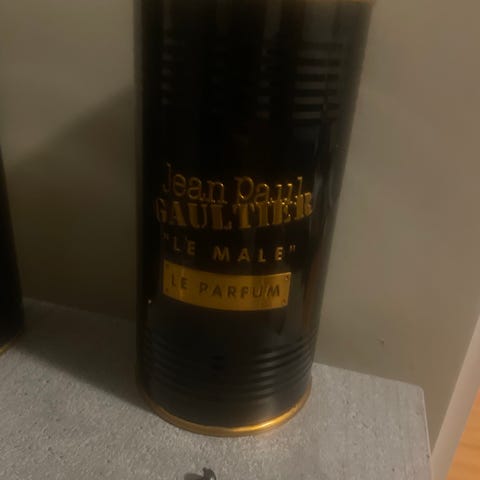 Jean Paul
GAULTIER
"LE MALE"
LE PARFUM